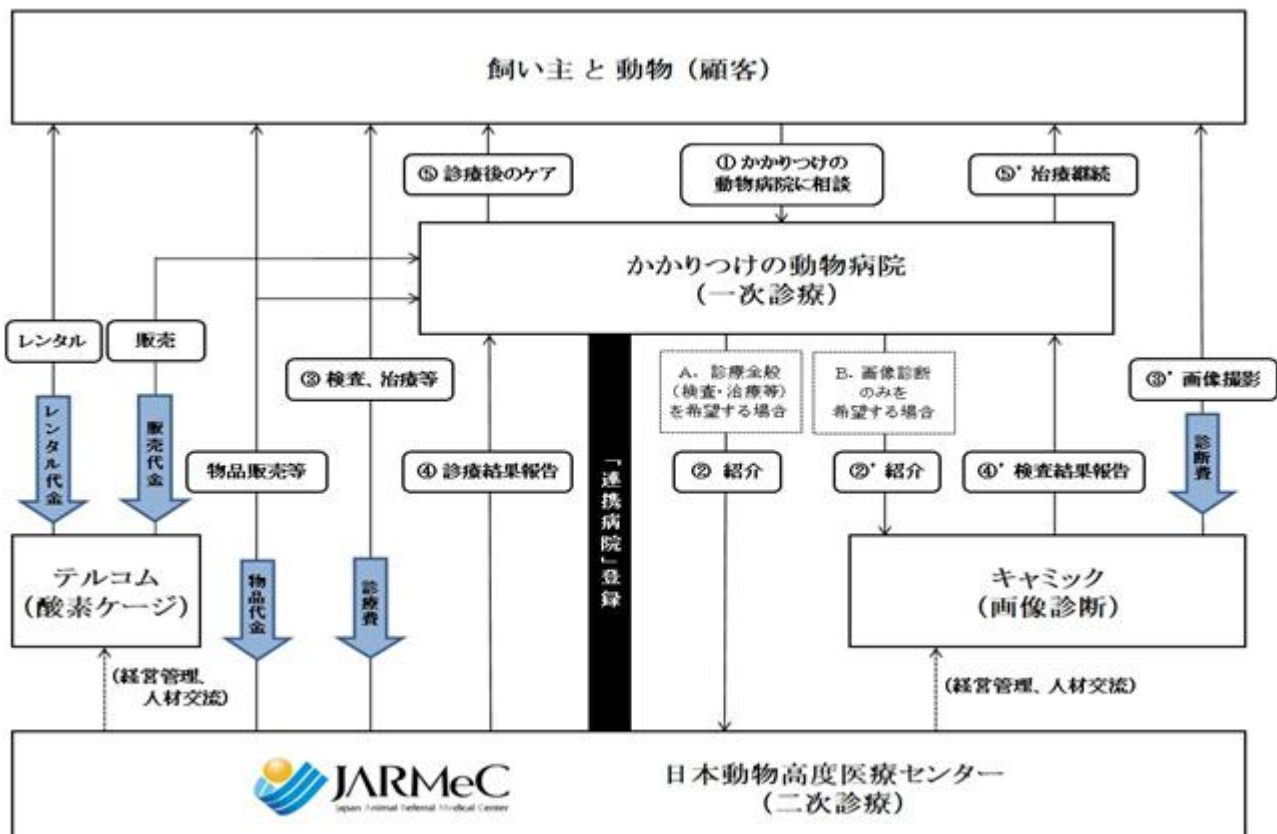 飼い主 と 動物 (顧客)
⑤ 診療後のケア
① かかりつけの
動物病院に相談
⑤’ 治療継続
かかりつけの動物病院
(一次診療)
レンタル
販売
③ 検査、治療等
A. 診療全般
(検査・治療等)
を希望する場合
B. 画像診断
のみを
希望する場合
③’ 画像撮影
レンタル代金
販売代金
物品販売等
④ 診療結果報告
「連携病院」登録
② 紹介
②’ 紹介
④’ 検査結果報告
診断費
テルコム
(酸素ケージ)
物品代金
診療費
キャミック
(画像診断)
(経営管理、
人材交流)
(経営管理、人材交流)
JARMeC
Japan Animal Referral Medical Center
日本動物高度医療センター
(二次診療)